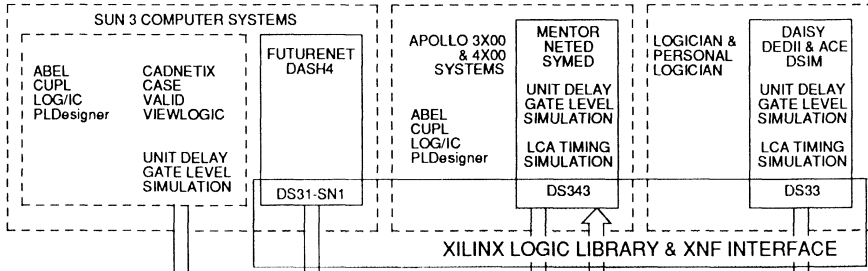 SUN 3 COMPUTER SYSTEMS
ABEL
CUPL
LOG/IC
PLDesigner
CADNETIX
CASE
VALID
VIEWLOGIC
UNIT DELAY
GATE LEVEL
SIMULATION
FUTURENET
DASH4
DS31-SN1
APOLLO 3X00
& 4X00
SYSTEMS
ABEL
CUPL
LOG/IC
PLDesigner
MENTOR
NETED
SYMED
UNIT DELAY
GATE LEVEL
SIMULATION
LCA TIMING
SIMULATION
DS343
LOGICIAN &
PERSONAL
LOGICIAN
DAISY
DEDII & ACE
DSIM
UNIT DELAY
GATE LEVEL
SIMULATION
LCA TIMING
SIMULATION
DS33
XILINX LOGIC LIBRARY & XNF INTERFACE